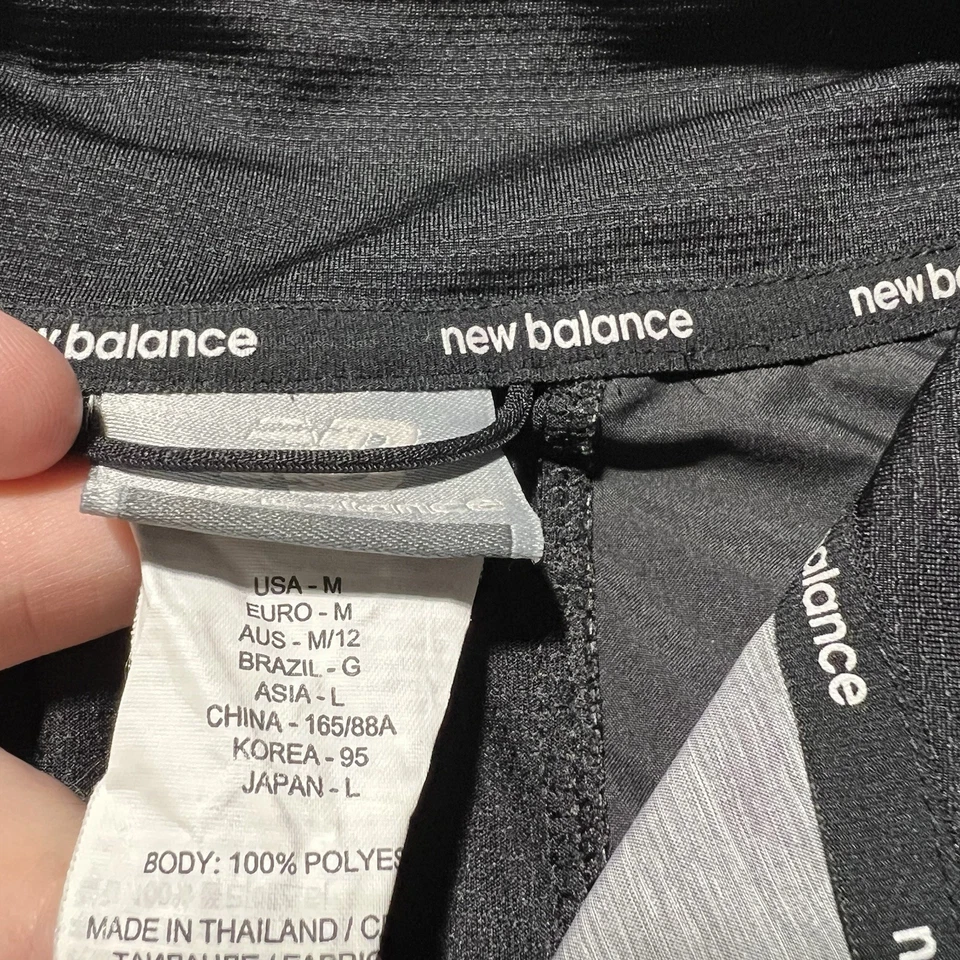 new b
new balance
balance
balance
USA - M
EURO - M
AUS - M/12
BRAZIL - G
ASIA - L
CHINA - 165/88A
KOREA - 95
JAPAN - L
BODY: 100% POLYES
MADE IN THAILAND / C
alance
n